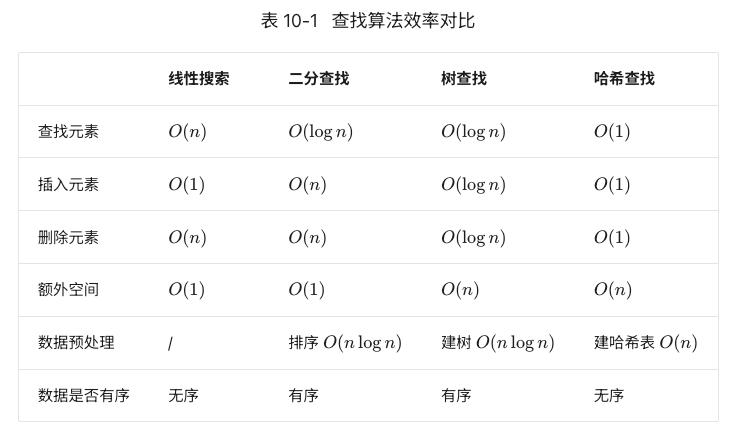 表 10-1 查找算法效率对比
线性搜索 二分查找 树查找 哈希查找
查找元素 O(n) O(log n) O(log n) O(1)
插入元素 O(1) O(n) O(log n) O(1)
删除元素 O(n) O(n) O(log n) O(1)
额外空间 O(1) O(1) O(n) O(n)
数据预处理 / 排序 O(n log n) 建树 O(n log n) 建哈希表 O(n)
数据是否有序 无序 有序 有序 无序